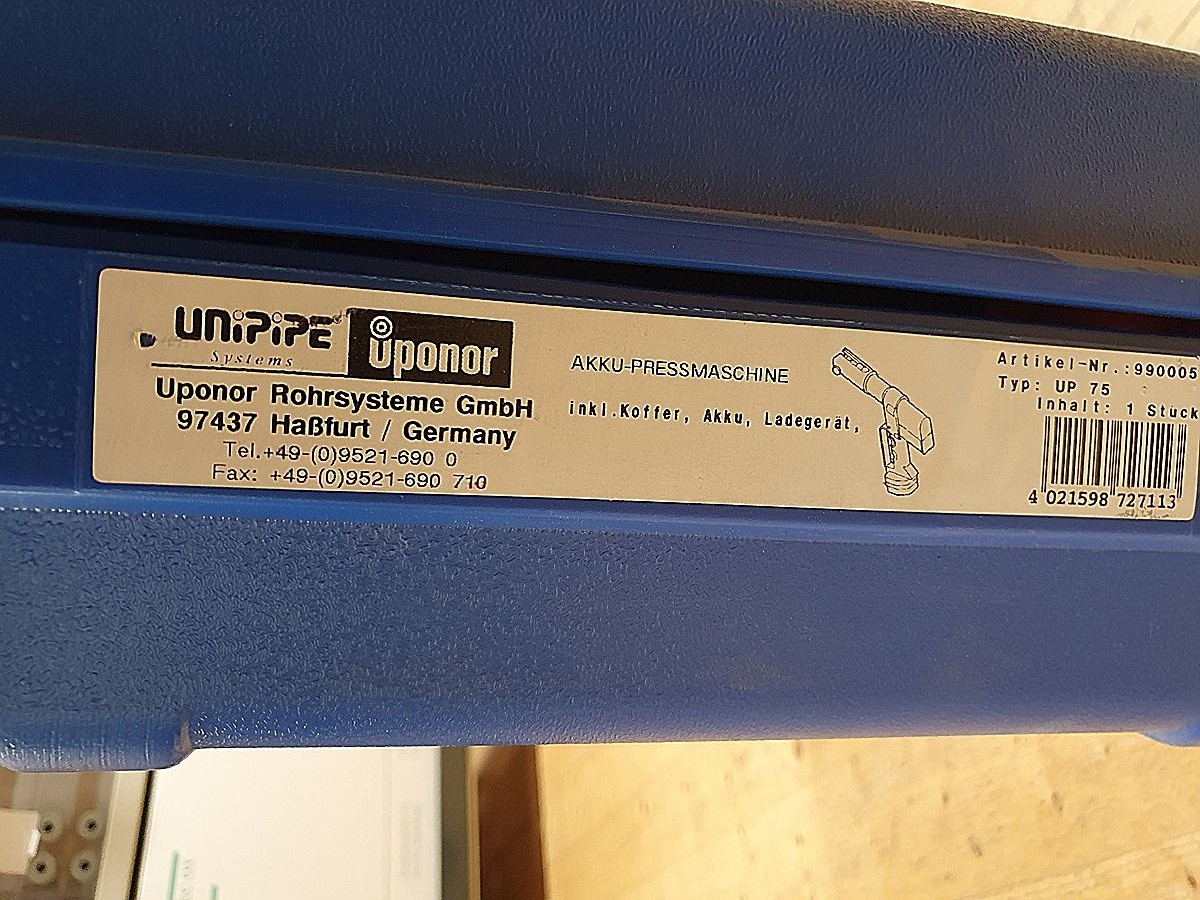 UNIPIPE
Systems
uponor
Uponor Rohrsysteme GmbH
97437 Haßfurt / Germany
Tel.+49-(0)9521-690 0
Fax: +49-(0)9521-690 710
AKKU-PRESSMASCHINE
inkl.Koffer, Akku, Ladegerät,
Artikel-Nr.:990005
Typ: UP 75
Inhalt: 1 Stück
4 021598 727113